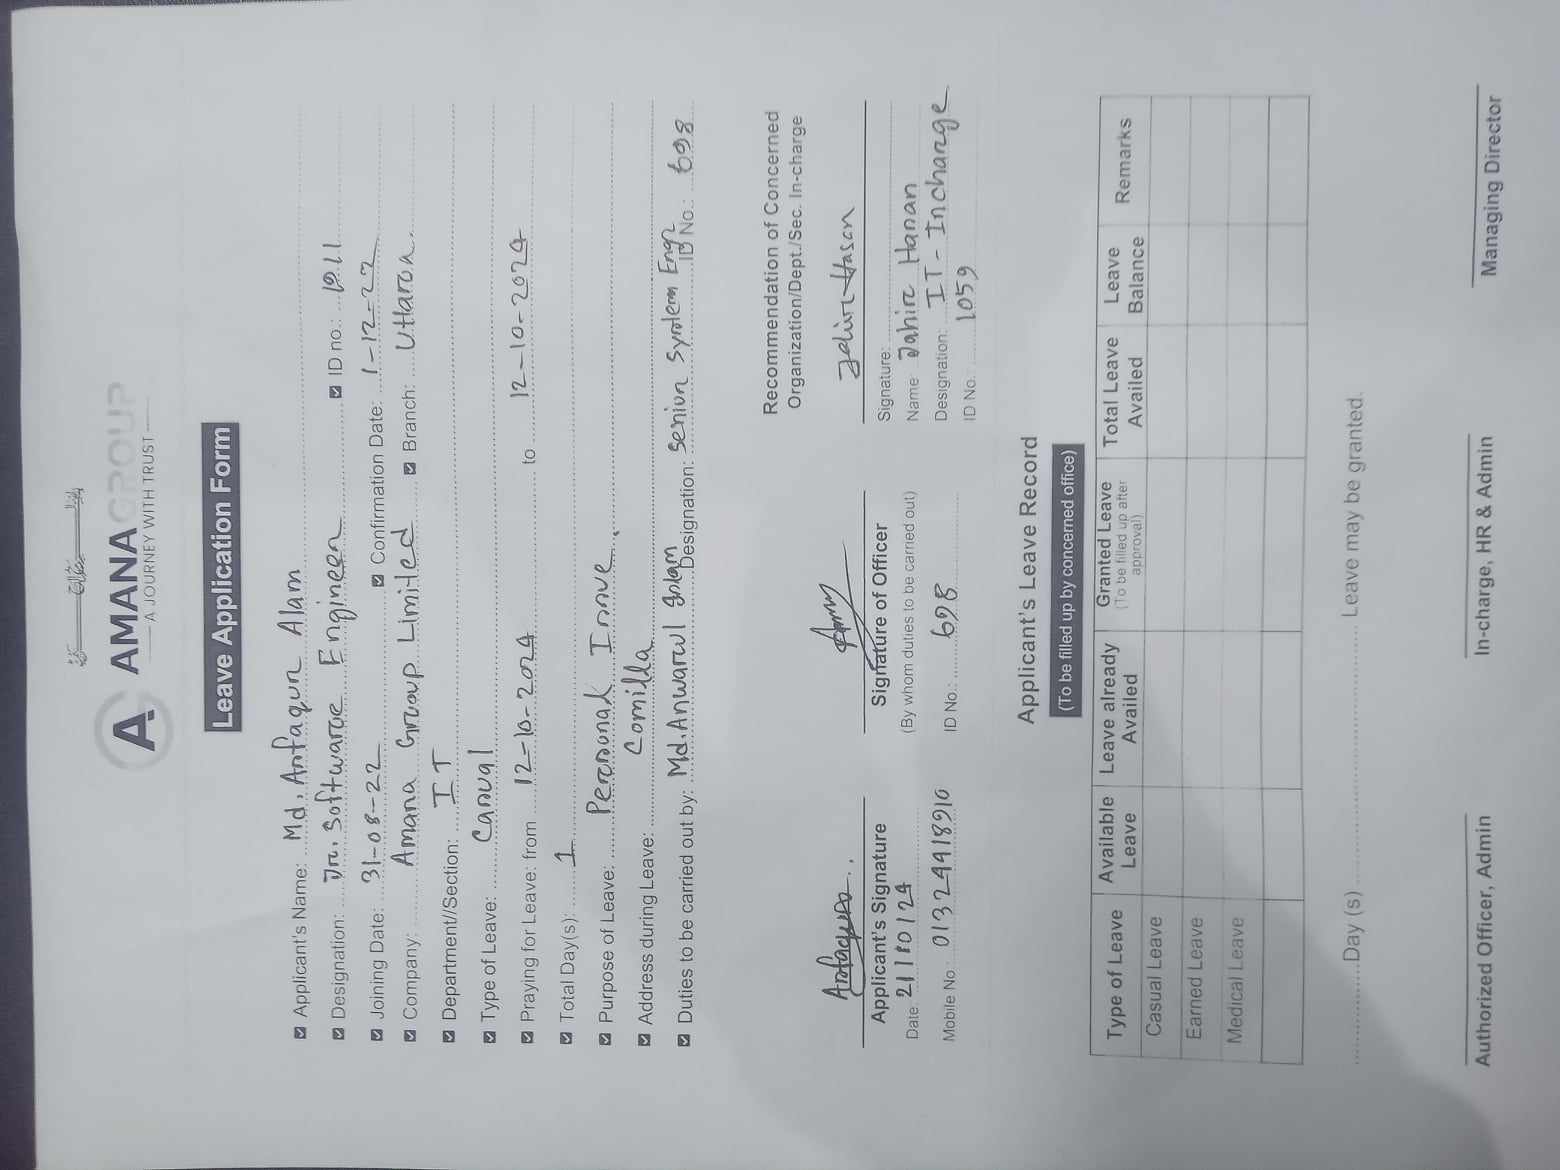 AMANA GROUP
A JOURNEY WITH TRUST
Leave Application Form
Applicant's Name: Md. Anfaqur Alam
Designation: Jr. Software Engineer ID no.: 1211
Joining Date: 31-08-22 Confirmation Date: 1-12-22
Company: Amana Group Limited Branch: Uttara.
Department//Section: IT
Type of Leave: Casual
Praying for Leave: from 12-10-2024 to 12-10-2024
Total Day(s): 1
Purpose of Leave: Personal Issue.
Address during Leave: Comilla
Duties to be carried out by: Md. Anwarul Islam Designation: Senior System Engr ID No.: 698
Recommendation of Concerned
Organization/Dept./Sec. In-charge
Jahir Hasan
Applicant's Signature Signature of Officer Signature:
Date 21/10/24 (By whom duties to be carried out) Name Jahir Hasan
Mobile No.: 01324418910 ID No.: 698 Designation: IT-Incharge
ID No. 1059
Applicant's Leave Record
(To be filled up by concerned office)
Type of Leave Available Leave Leave already Availed Granted Leave (To be filled up after approval) Total Leave Availed Leave Balance Remarks
Casual Leave
Earned Leave
Medical Leave
Day (s) Leave may be granted.
Authorized Officer, Admin In-charge, HR & Admin Managing Director